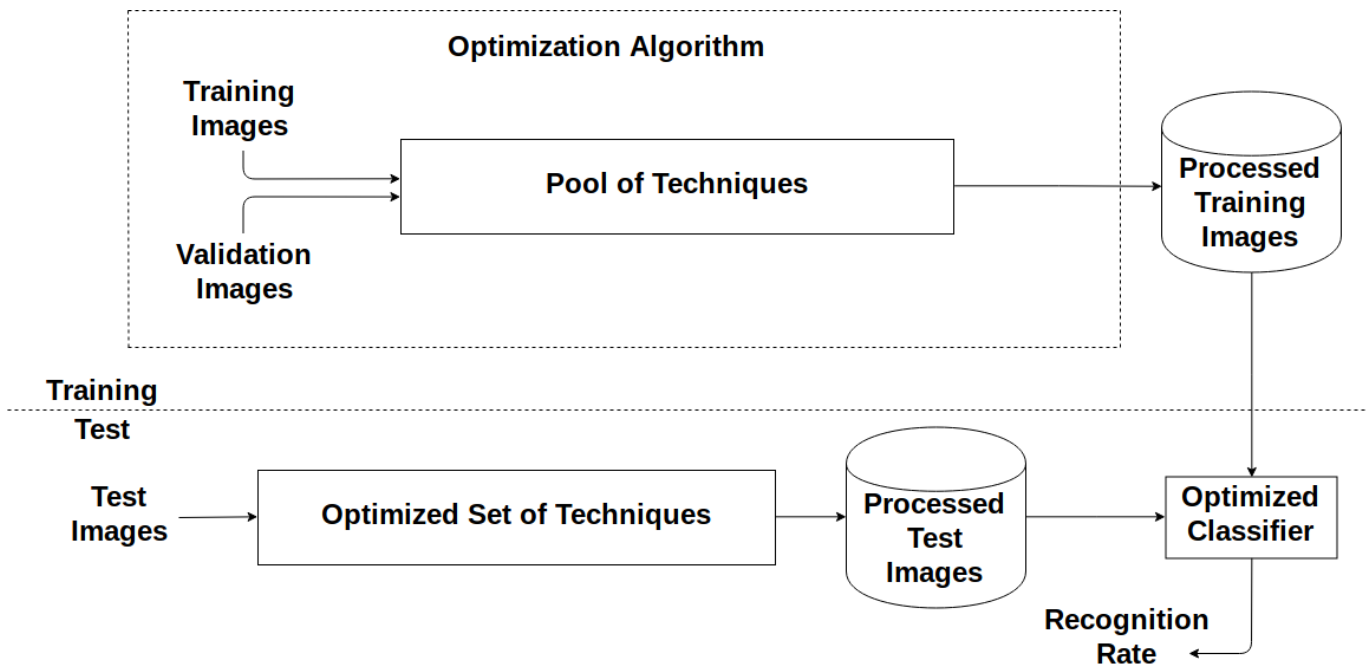 Optimization Algorithm
Training
Images
Pool of Techniques
Validation
Images
Processed
Training
Images
Training
Test
Test
Images
Optimized Set of Techniques
Processed
Test
Images
Optimized
Classifier
Recognition
Rate